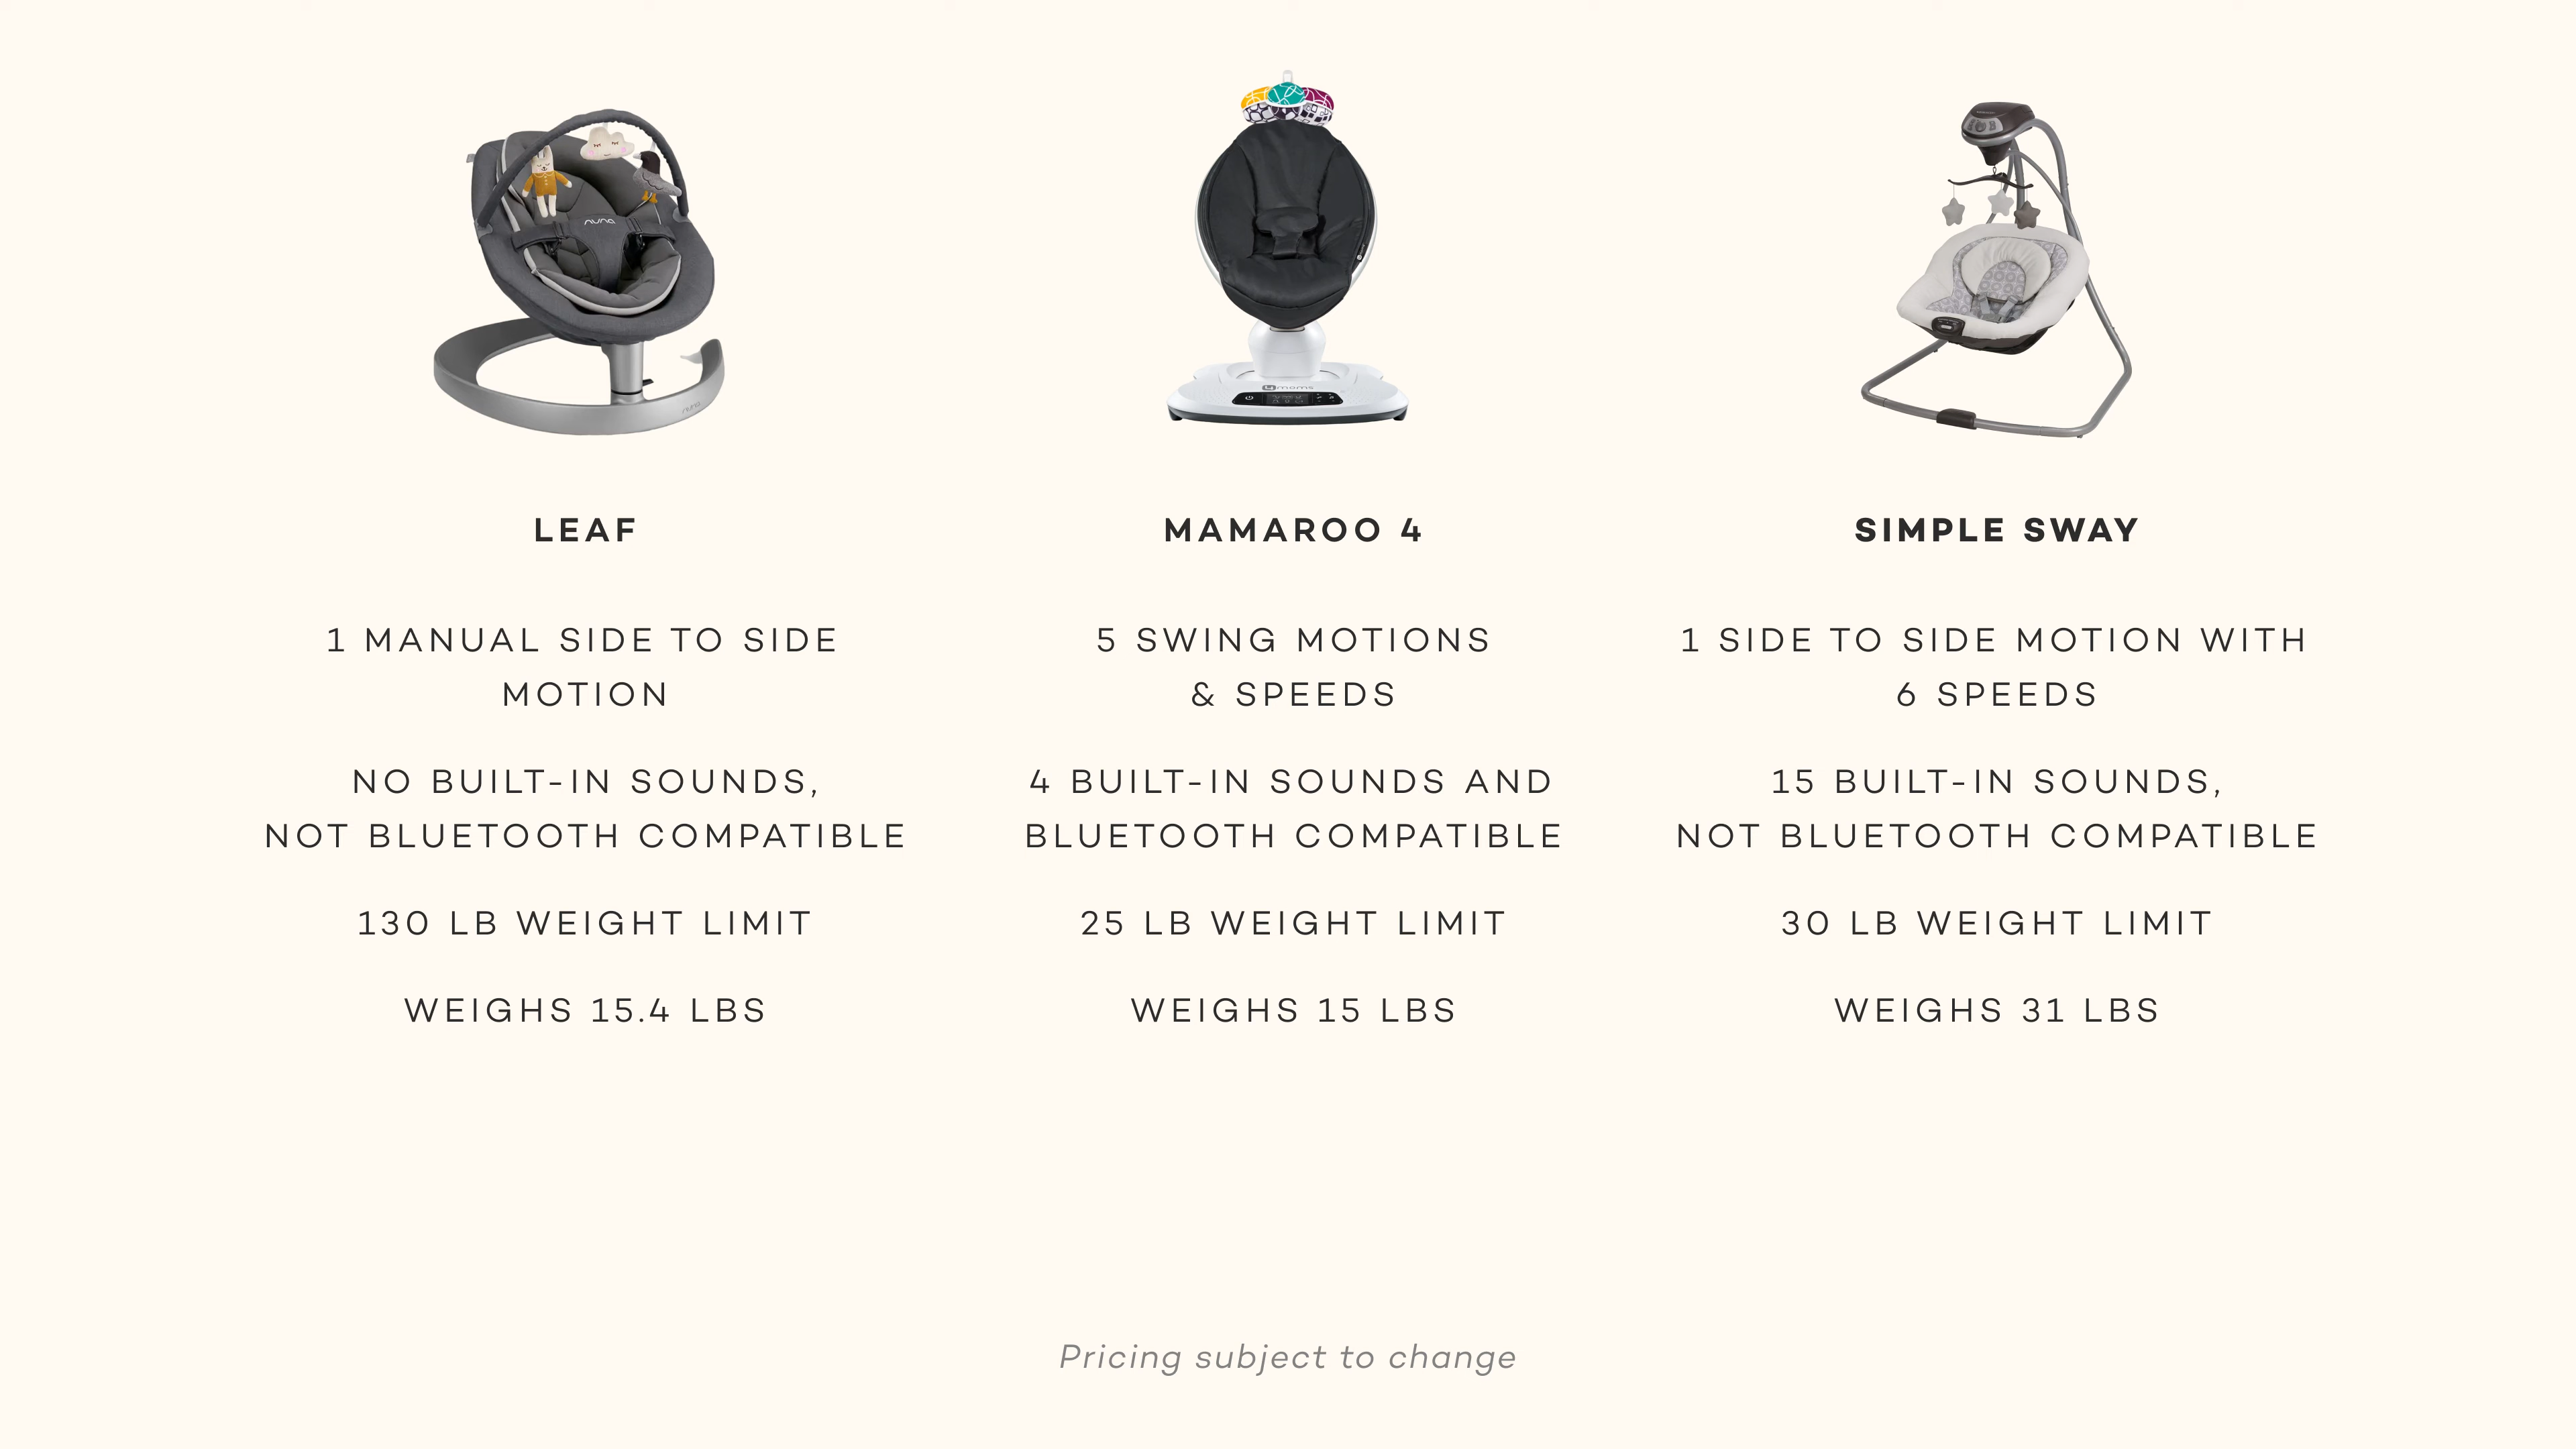 nuna
nuna
4moms
LEAF
1 MANUAL SIDE TO SIDE
MOTION
NO BUILT-IN SOUNDS,
NOT BLUETOOTH COMPATIBLE
130 LB WEIGHT LIMIT
WEIGHS 15.4 LBS
MAMAROO 4
5 SWING MOTIONS
& SPEEDS
4 BUILT-IN SOUNDS AND
BLUETOOTH COMPATIBLE
25 LB WEIGHT LIMIT
WEIGHS 15 LBS
SIMPLE SWAY
1 SIDE TO SIDE MOTION WITH
6 SPEEDS
15 BUILT-IN SOUNDS,
NOT BLUETOOTH COMPATIBLE
30 LB WEIGHT LIMIT
WEIGHS 31 LBS
Pricing subject to change